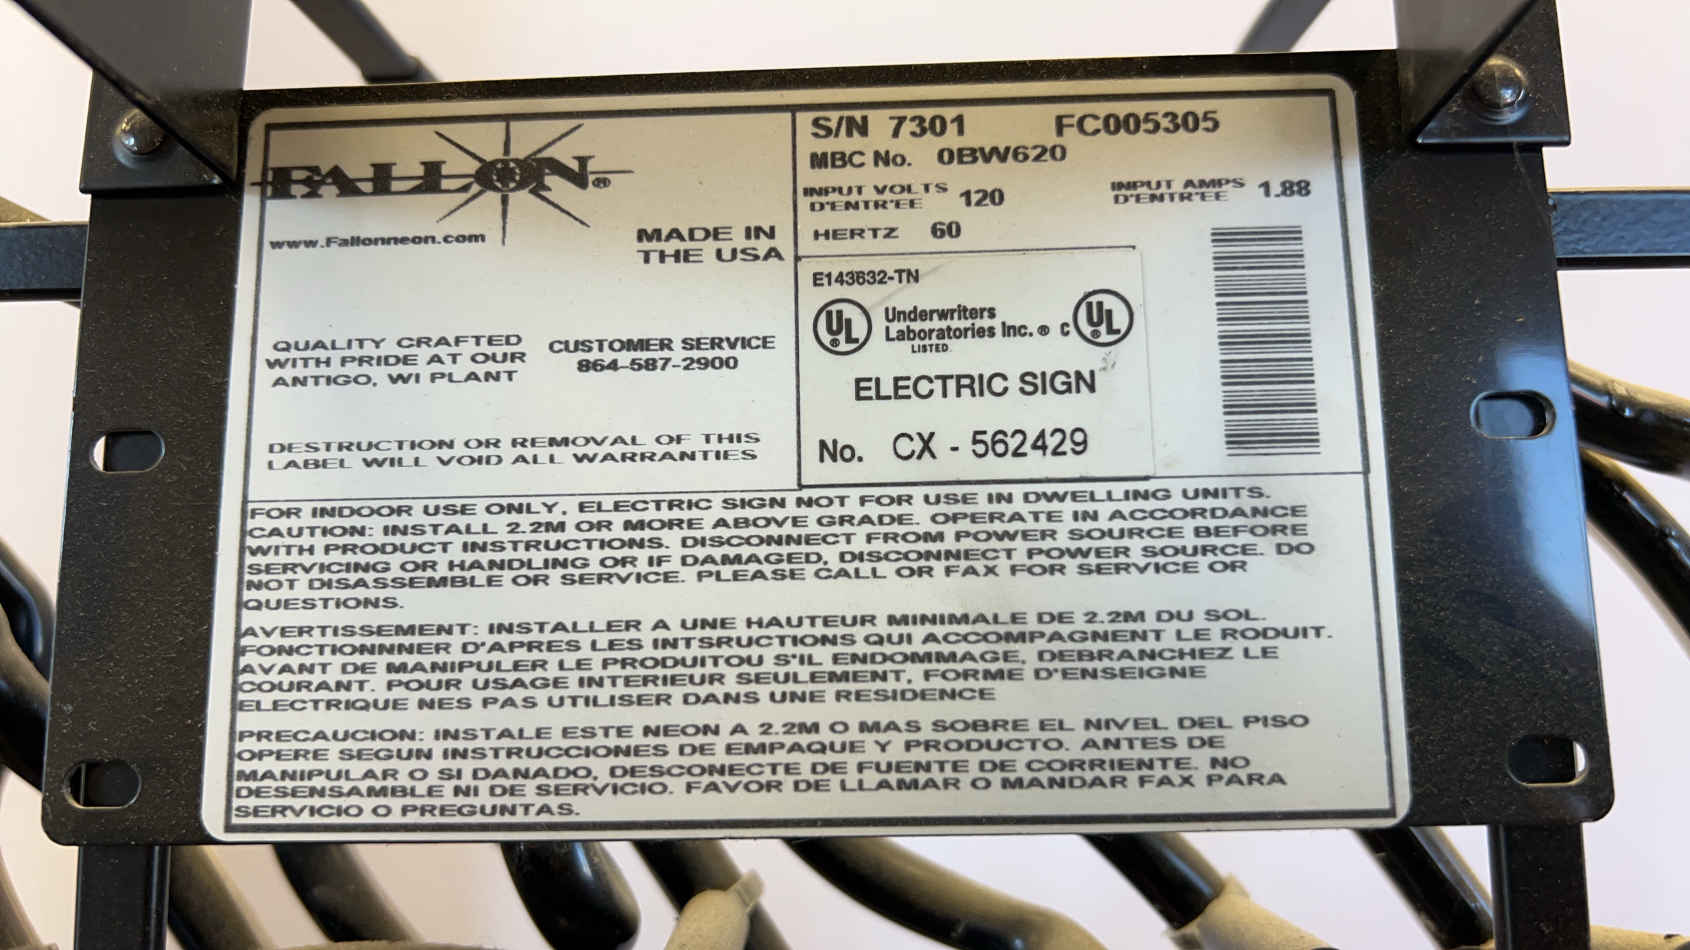 FALLON®
www.Fallonneon.com
MADE IN
THE USA
QUALITY CRAFTED
WITH PRIDE AT OUR
ANTIGO, WI PLANT
CUSTOMER SERVICE
864-587-2900
DESTRUCTION OR REMOVAL OF THIS
LABEL WILL VOID ALL WARRANTIES
S/N 7301 FC005305
MBC No. 0BW620
INPUT VOLTS
D'ENTR'EE 120
INPUT AMPS
D'ENTR'EE 1.88
HERTZ 60
E143632-TN
UL ®
Underwriters
Laboratories Inc.®
LISTED
C UL ®
ELECTRIC SIGN
No. CX - 562429
FOR INDOOR USE ONLY, ELECTRIC SIGN NOT FOR USE IN DWELLING UNITS.
CAUTION: INSTALL 2.2M OR MORE ABOVE GRADE. OPERATE IN ACCORDANCE
WITH PRODUCT INSTRUCTIONS. DISCONNECT FROM POWER SOURCE BEFORE
SERVICING OR HANDLING OR IF DAMAGED, DISCONNECT POWER SOURCE. DO
NOT DISASSEMBLE OR SERVICE. PLEASE CALL OR FAX FOR SERVICE OR
QUESTIONS.
AVERTISSEMENT: INSTALLER A UNE HAUTEUR MINIMALE DE 2.2M DU SOL.
FONCTIONNNER D'APRES LES INTSRUCTIONS QUI ACCOMPAGNENT LE RODUIT.
AVANT DE MANIPULER LE PRODUITOU S'IL ENDOMMAGE, DEBRANCHEZ LE
COURANT. POUR USAGE INTERIEUR SEULEMENT, FORME D'ENSEIGNE
ELECTRIQUE NES PAS UTILISER DANS UNE RESIDENCE
PRECAUCION: INSTALE ESTE NEON A 2.2M O MAS SOBRE EL NIVEL DEL PISO
OPERE SEGUN INSTRUCCIONES DE EMPAQUE Y PRODUCTO. ANTES DE
MANIPULAR O SI DANADO, DESCONECTE DE FUENTE DE CORRIENTE. NO
DESENSAMBLE NI DE SERVICIO. FAVOR DE LLAMAR O MANDAR FAX PARA
SERVICIO O PREGUNTAS.